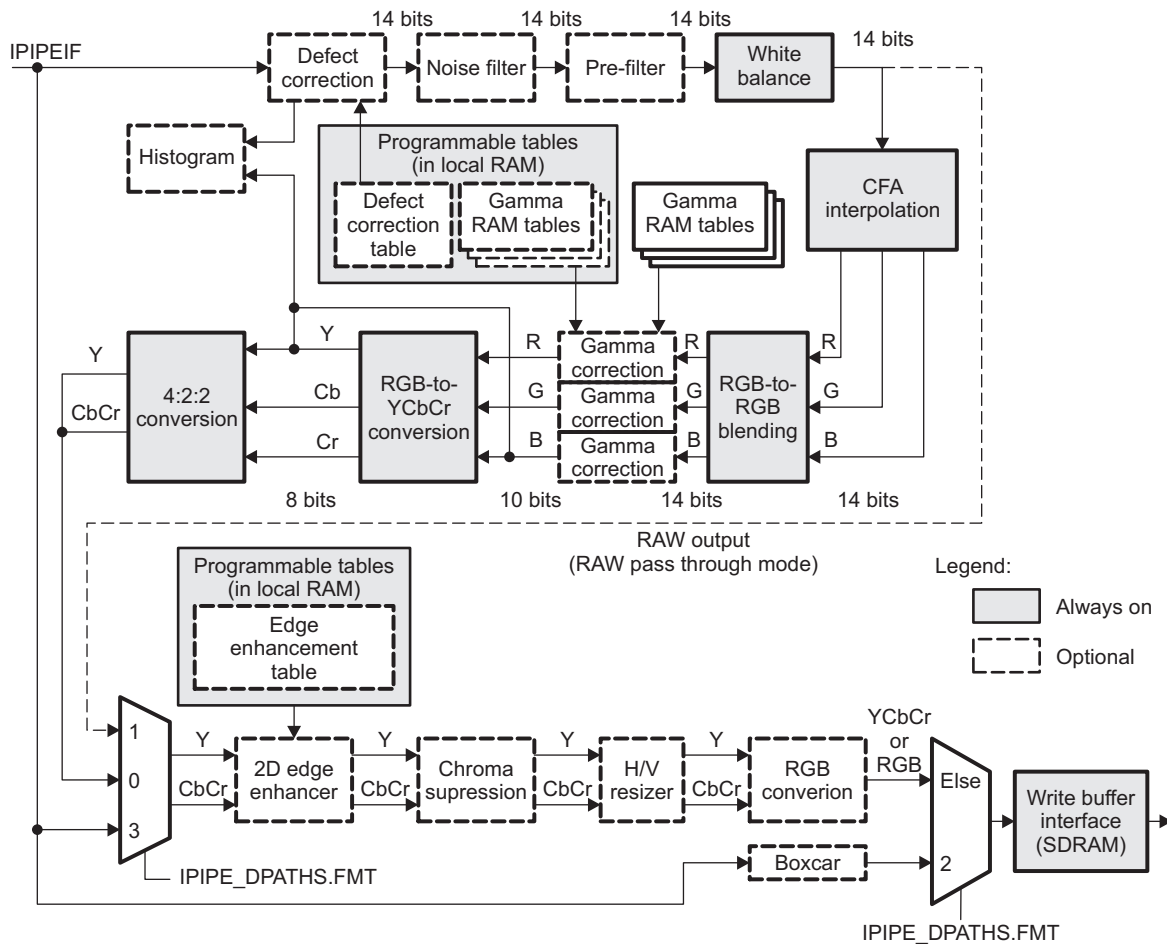 14 bits
14 bits
14 bits
14 bits
IPIPEIF
Defect
correction
Noise filter
Pre-filter
White
balance
Histogram
Programmable tables
(in local RAM)
Defect
correction
table
Gamma
RAM tables
Gamma
RAM tables
CFA
interpolation
Y
CbCr
4:2:2
conversion
Y
Cb
Cr
RGB-to-
YCbCr
conversion
R
G
B
Gamma
correction
Gamma
correction
Gamma
correction
R
G
B
RGB-to-
RGB
blending
R
G
B
8 bits
10 bits
14 bits
14 bits
RAW output
(RAW pass through mode)
Programmable tables
(in local RAM)
Edge
enhancement
table
Legend:
Always on
Optional
1
0
3
Y
CbCr
2D edge
enhancer
Y
CbCr
Chroma
supression
Y
CbCr
H/V
resizer
Y
CbCr
RGB
converion
YCbCr
or
RGB
Else
2
Write buffer
interface
(SDRAM)
Boxcar
IPIPE_DPATHS.FMT
IPIPE_DPATHS.FMT